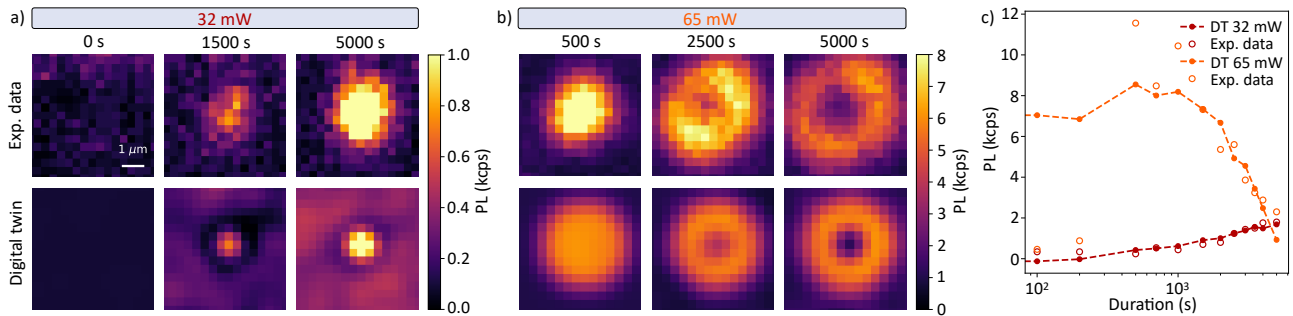 a)
32 mW
0 s
1500 s
5000 s
Exp. data
Digital twin
1 μm
1.0
0.8
0.6
0.4
0.2
0.0
PL (kcps)
b)
65 mW
500 s
2500 s
5000 s
8
7
6
5
4
3
2
1
0
PL (kcps)
c)
12
10
8
6
4
2
0
PL (kcps)
DT 32 mW
Exp. data
DT 65 mW
Exp. data
10²
10³
Duration (s)